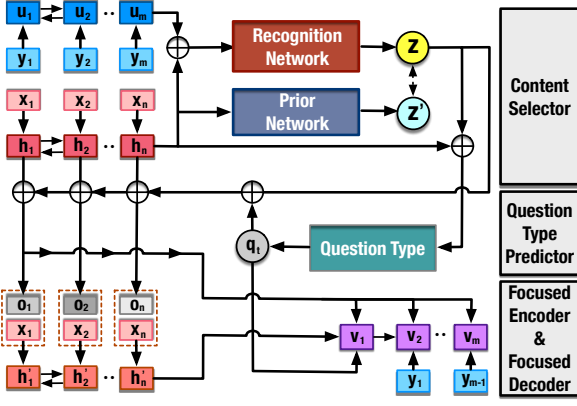 u1 u2 .. um
y1 y2 ym
Recognition
Network
z
Content
Selector
x1 x2 xn
Prior
Network
z'
h1 h2 .. hn
Question
Type
Predictor
qt
Question Type
o1 o2 on
x1 x2 xn
h'1 h'2 .. h'n
v1 v2 .. vm
y1 ym-1
Focused
Encoder
&
Focused
Decoder